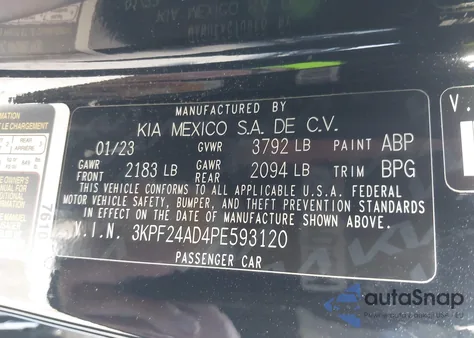 MANUFACTURED BY
KIA MEXICO S.A. DE C.V.
01/23 GVWR 3792 LB PAINT ABP
GAWR FRONT 2183 LB GAWR REAR 2094 LB TRIM BPG
THIS VEHICLE CONFORMS TO ALL APPLICABLE U.S.A. FEDERAL
MOTOR VEHICLE SAFETY, BUMPER, AND THEFT PREVENTION STANDARDS
IN EFFECT ON THE DATE OF MANUFACTURE SHOWN ABOVE.
V.I.N. 3KPF24AD4PE593120
PASSENGER CAR
autoSnap